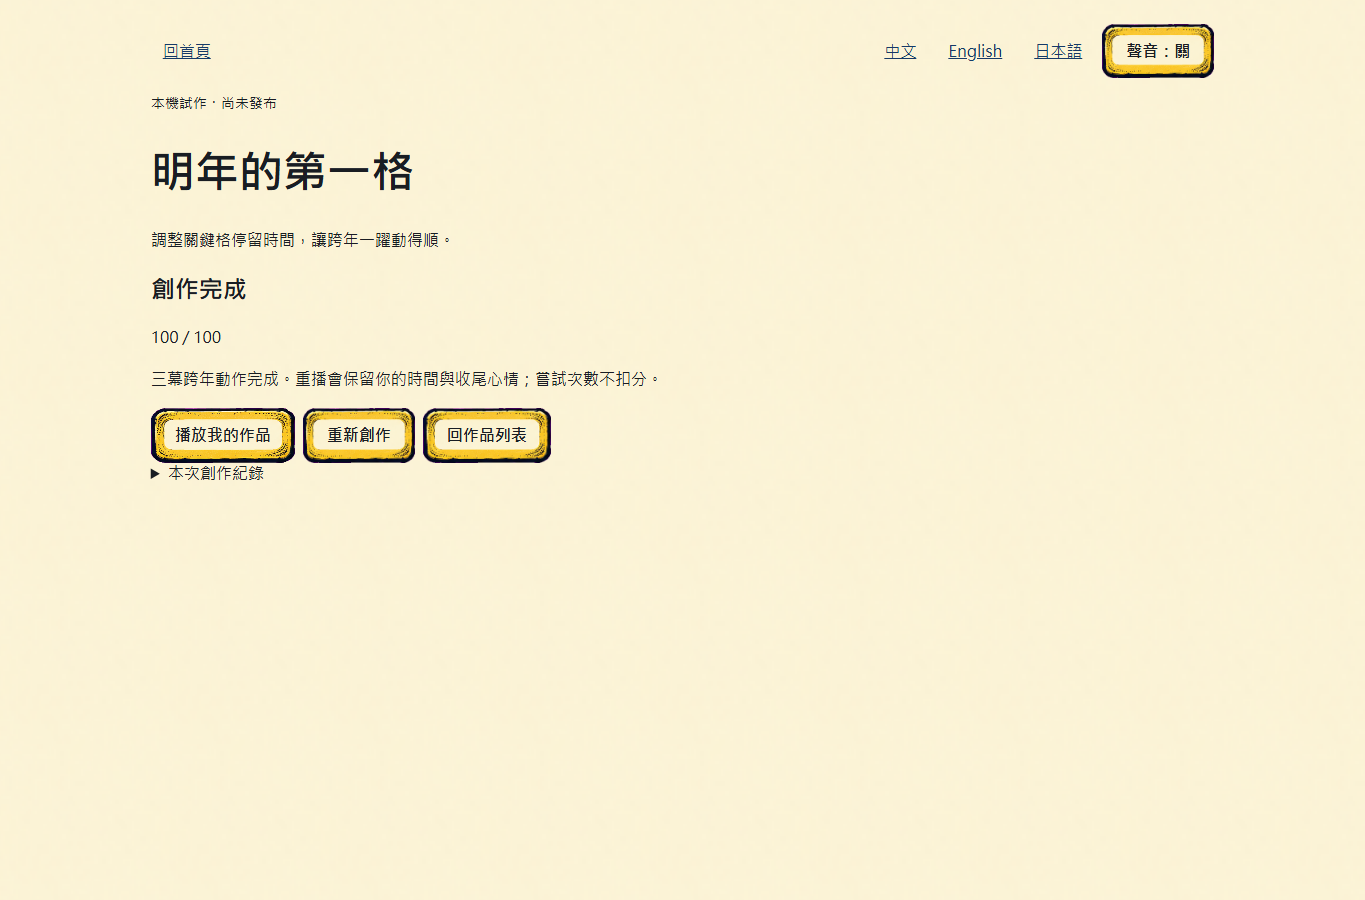 回首頁
中文 English 日本語 聲音：關
本機試作・尚未發布
明年的第一格
調整關鍵格停留時間，讓跨年一躍動得順。
創作完成
100 / 100
三幕跨年動作完成。重播會保留你的時間與收尾心情；嘗試次數不扣分。
播放我的作品 重新創作 回作品列表
▶ 本次創作紀錄